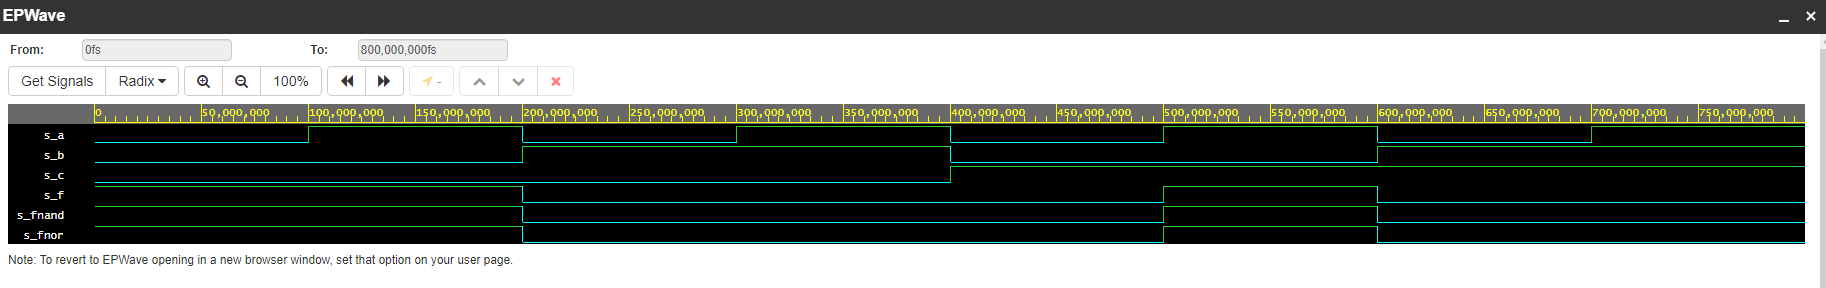 EPWave
From: 0fs To: 800,000,000fs
Get Signals Radix 100% -
0 50,000,000 100,000,000 150,000,000 200,000,000 250,000,000 300,000,000 350,000,000 400,000,000 450,000,000 500,000,000 550,000,000 600,000,000 650,000,000 700,000,000 750,000,000
s_a
s_b
s_c
s_f
s_fnand
s_fnor
Note: To revert to EPWave opening in a new browser window, set that option on your user page.